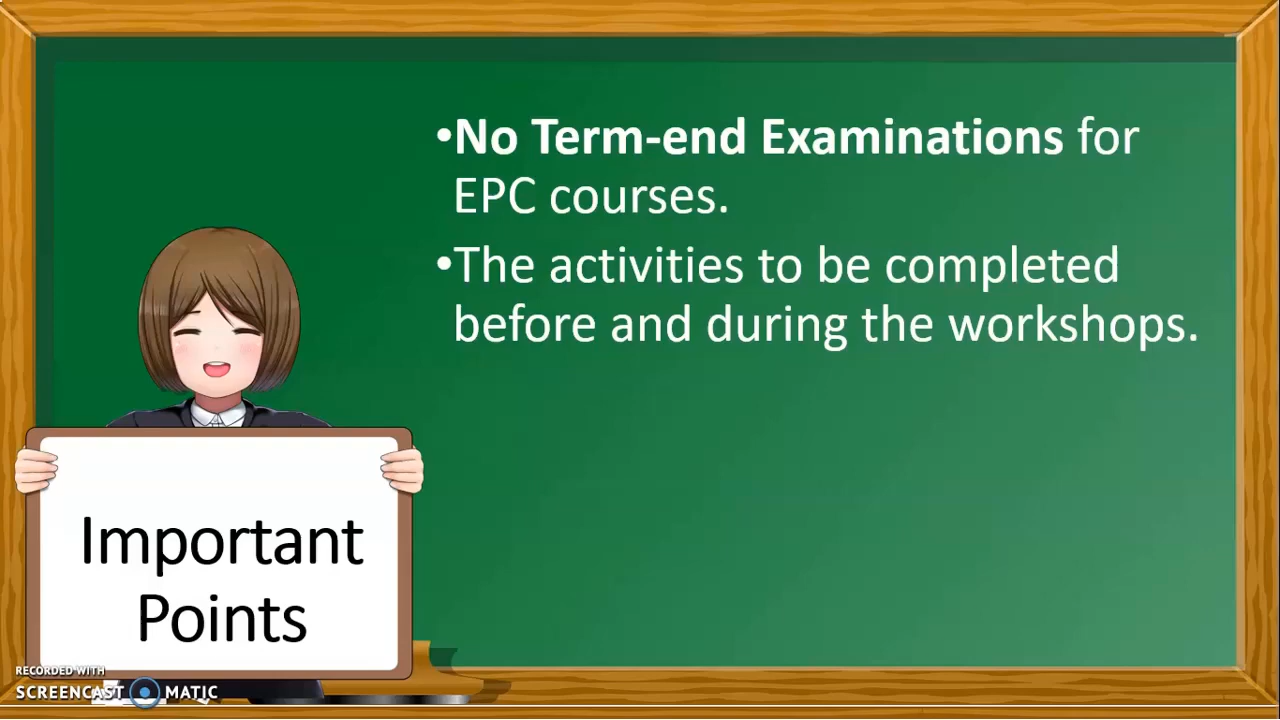 •No Term-end Examinations for
EPC courses.
•The activities to be completed
before and during the workshops.
Important
Points
RECORDED WITH
SCREENCAST MATIC